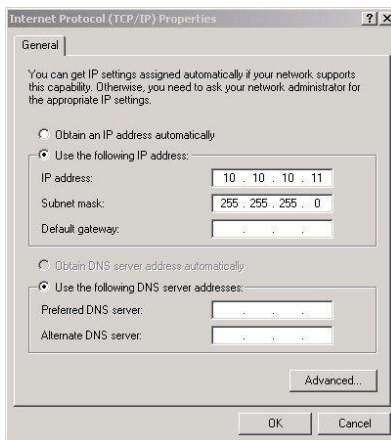 Internet Protocol (TCP/IP) Properties ? X
General
You can get IP settings assigned automatically if your network supports
this capability. Otherwise, you need to ask your network administrator for
the appropriate IP settings.
Obtain an IP address automatically
Use the following IP address:
IP address: 10 . 10 . 10 . 11
Subnet mask: 255 . 255 . 255 . 0
Default gateway: . . .
Obtain DNS server address automatically
Use the following DNS server addresses:
Preferred DNS server: . . .
Alternate DNS server: . . .
Advanced...
OK Cancel